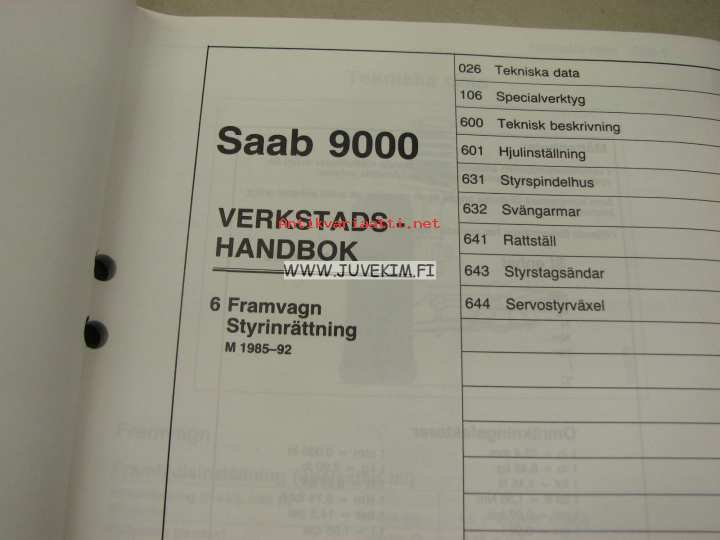 Saab 9000
VERKSTADS
Antikvariaatti.net
HANDBOK
WWW.JUVEKIM.FI
6 Framvagn
Styrinrättning
M 1985–92
026 Tekniska data
106 Specialverktyg
600 Teknisk beskrivning
601 Hjulinställning
631 Styrspindelhus
632 Svängarmar
641 Rattställ
643 Styrstagsändar
644 Servostyrväxel